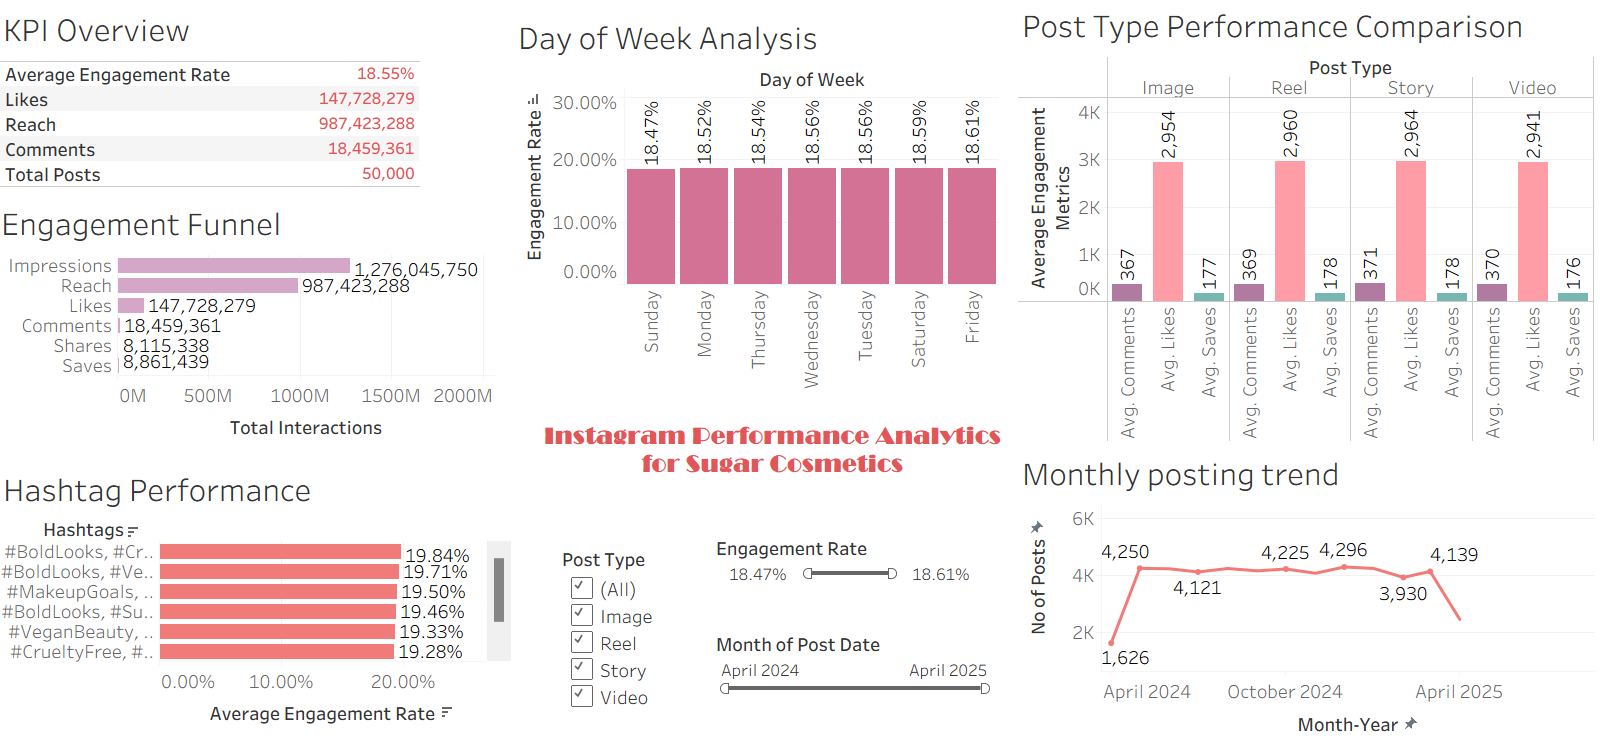 KPI Overview
Average Engagement Rate 18.55%
Likes 147,728,279
Reach 987,423,288
Comments 18,459,361
Total Posts 50,000
Engagement Funnel
Impressions 1,276,045,750
Reach 987,423,288
Likes 147,728,279
Comments 18,459,361
Shares 8,115,338
Saves 8,861,439
0M 500M 1000M 1500M 2000M
Total Interactions
Hashtag Performance
Hashtags
#BoldLooks, #Cr.. 19.84%
#BoldLooks, #Ve.. 19.71%
#MakeupGoals, .. 19.50%
#BoldLooks, #Su.. 19.46%
#VeganBeauty, .. 19.33%
#CrueltyFree, #.. 19.28%
0.00% 10.00% 20.00%
Average Engagement Rate
Day of Week Analysis
Day of Week
Engagement Rate
30.00%
20.00%
10.00%
0.00%
18.47% 18.52% 18.54% 18.56% 18.56% 18.59% 18.61%
Sunday Monday Thursday Wednesday Tuesday Saturday Friday
Instagram Performance Analytics
for Sugar Cosmetics
Post Type
(All)
Image
Reel
Story
Video
Engagement Rate
18.47% 18.61%
Month of Post Date
April 2024 April 2025
Post Type Performance Comparison
Post Type
Image Reel Story Video
Average Engagement
Metrics
4K
3K
2K
1K
0K
367 2,954 177 369 2,960 178 371 2,964 178 370 2,941 176
Avg. Comments Avg. Likes Avg. Saves Avg. Comments Avg. Likes Avg. Saves Avg. Comments Avg. Likes Avg. Saves Avg. Comments Avg. Likes Avg. Saves
Monthly posting trend
No of Posts
6K
4K
2K
4,250 4,225 4,296 4,139
4,121 3,930
1,626
April 2024 October 2024 April 2025
Month-Year